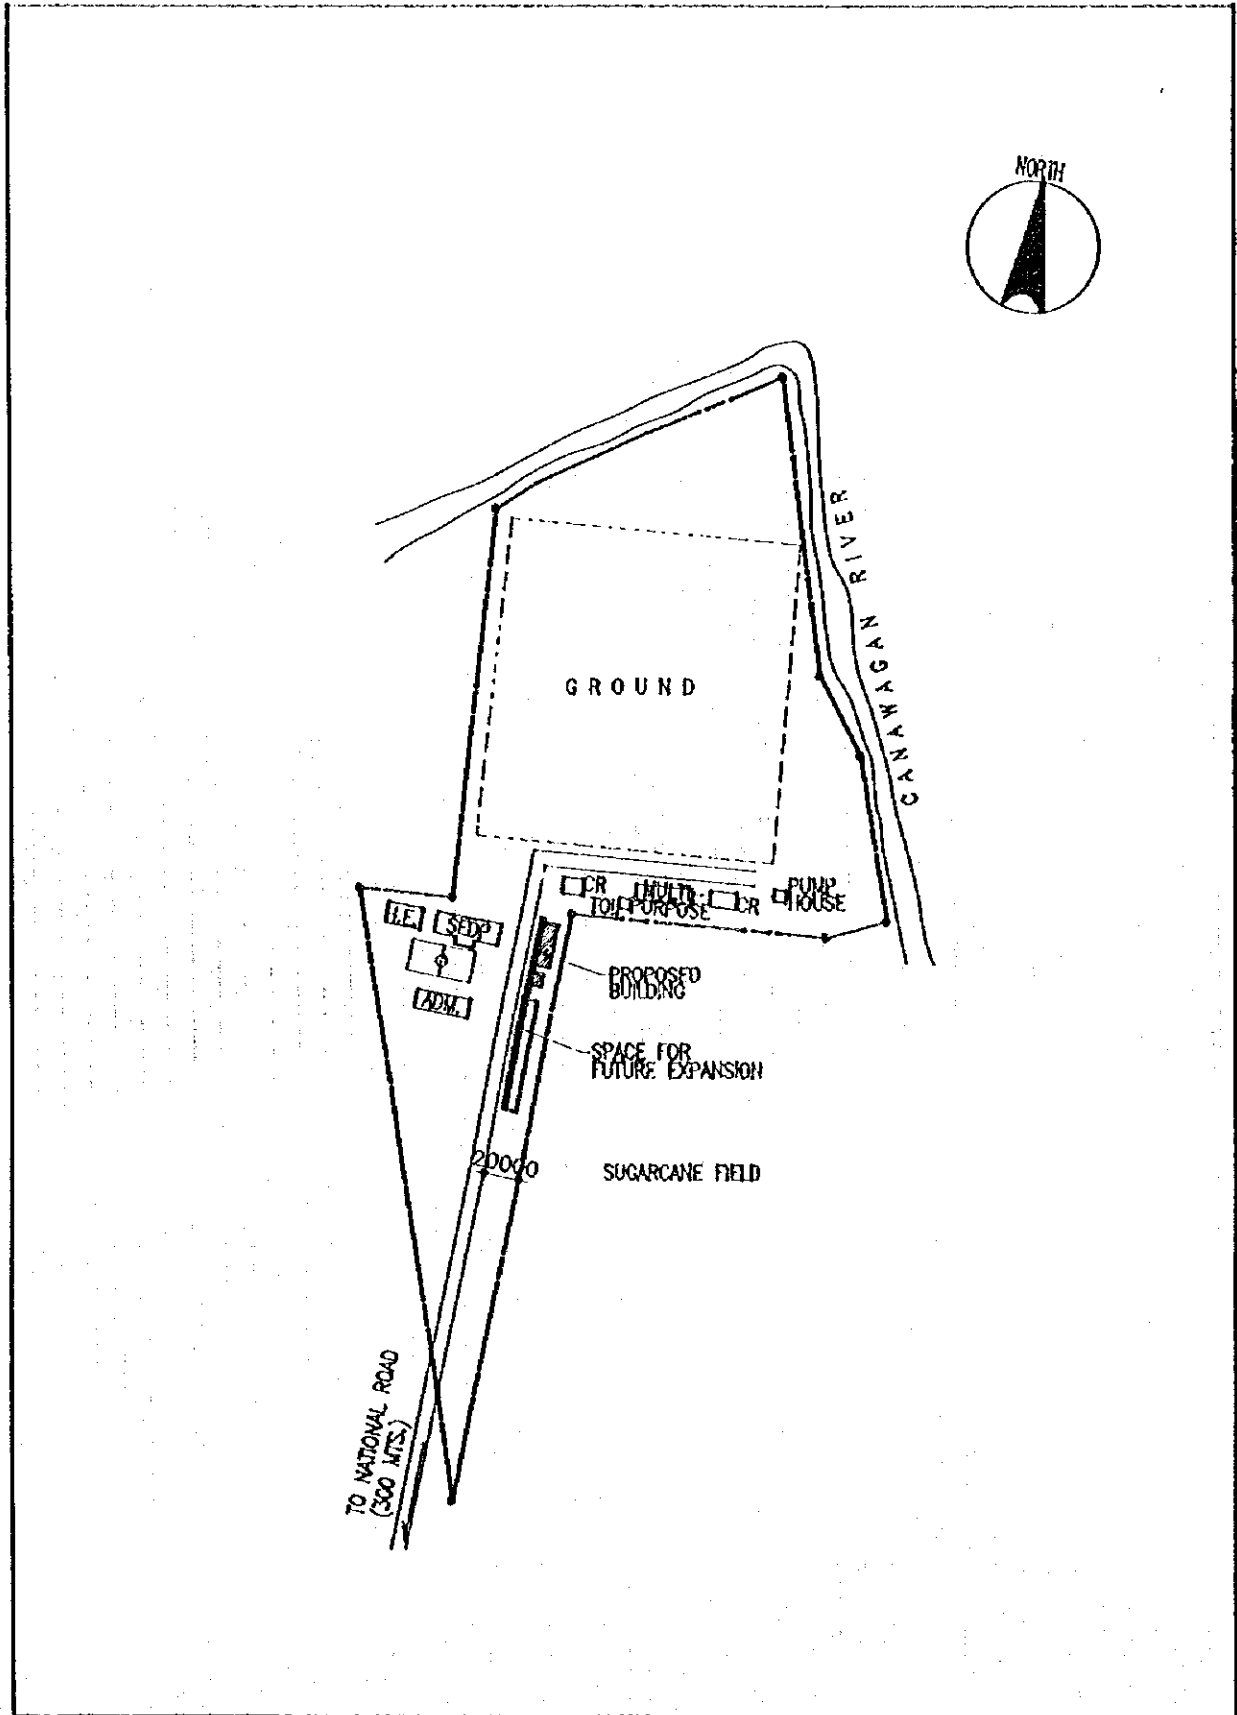 NORTH
CANAWAGAN RIVER
GROUND
CR
MULTI-
PURPOSE
TOIL
CR
PUMP
HOUSE
I.E.
SEDP
ADM.
PROPOSED
BUILDING
SPACE FOR
FUTURE EXPANSION
20000
SUGARCANE FIELD
TO NATIONAL ROAD
(300 MTS.)